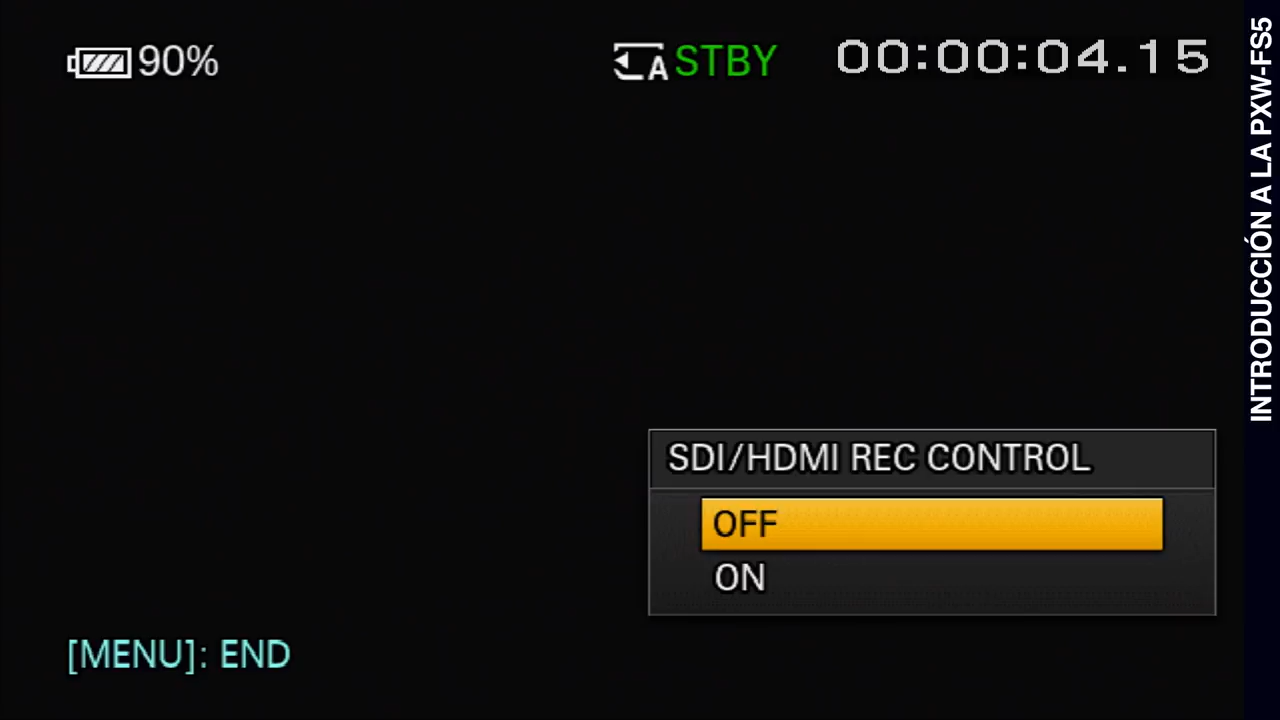 90%
A STBY 00:00:04.15
SDI/HDMI REC CONTROL
OFF
ON
[MENU]: END
INTRODUCCIÓN A LA PXW-FS5